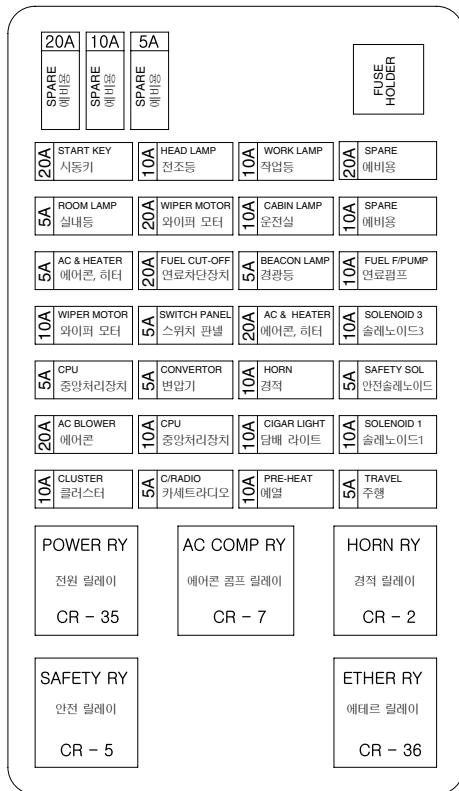 20A 10A 5A
SPARE 예비용
SPARE 예비용
SPARE 예비용
FUSE
HOLDER
20A START KEY
시동키
10A HEAD LAMP
전조등
10A WORK LAMP
작업등
20A SPARE
예비용
5A ROOM LAMP
실내등
20A WIPER MOTOR
와이퍼 모터
10A CABIN LAMP
운전실
10A SPARE
예비용
5A AC & HEATER
에어콘, 히터
20A FUEL CUT-OFF
연료차단장치
5A BEACON LAMP
경광등
10A FUEL F/PUMP
연료펌프
10A WIPER MOTOR
와이퍼 모터
5A SWITCH PANEL
스위치 판넬
20A AC & HEATER
에어콘, 히터
10A SOLENOID 3
솔레노이드3
5A CPU
중앙처리장치
5A CONVERTOR
변압기
10A HORN
경적
5A SAFETY SOL
안전솔레노이드
20A AC BLOWER
에어콘
10A CPU
중앙처리장치
10A CIGAR LIGHT
담배 라이트
10A SOLENOID 1
솔레노이드1
10A CLUSTER
클러스터
5A C/RADIO
카세트라디오
10A PRE-HEAT
예열
5A TRAVEL
주행
POWER RY
전원 릴레이
CR - 35
AC COMP RY
에어콘 콤프 릴레이
CR - 7
HORN RY
경적 릴레이
CR - 2
SAFETY RY
안전 릴레이
CR - 5
ETHER RY
에테르 릴레이
CR - 36